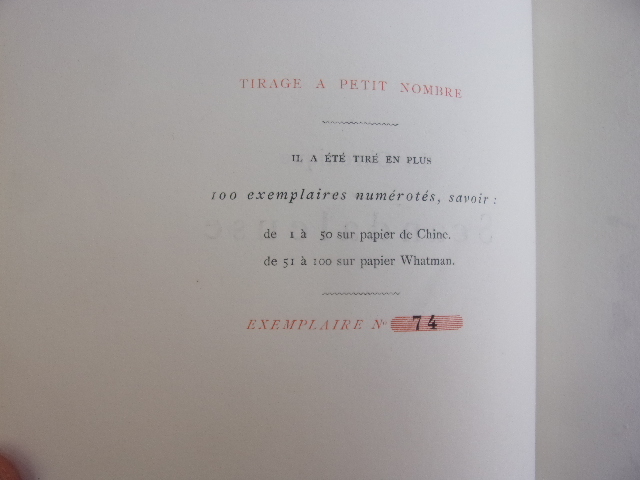 TIRAGE A PETIT NOMBRE
IL A ÉTÉ TIRÉ EN PLUS
100 exemplaires numérotés, savoir :
de 1 à 50 sur papier de Chine.
de 51 à 100 sur papier Whatman.
EXEMPLAIRE Nº 74